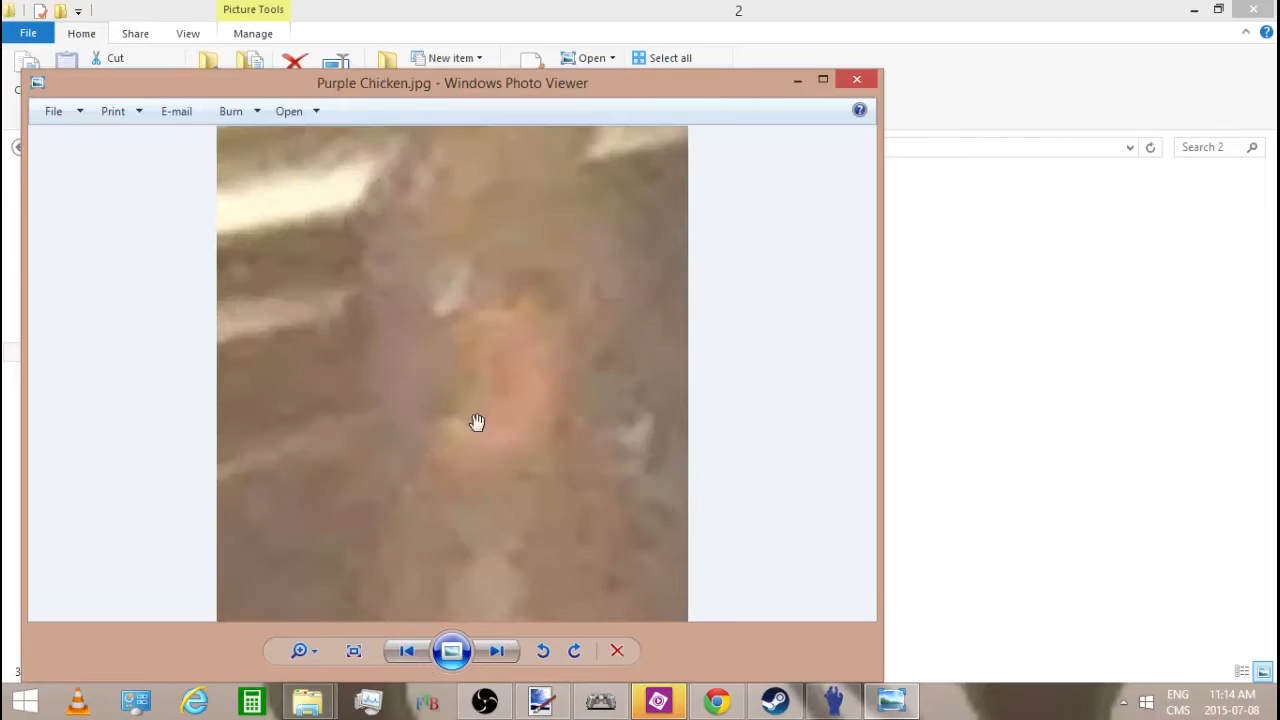 Picture Tools
2
File Home Share View Manage
Cut
New item
Open
Select all
Purple Chicken.jpg - Windows Photo Viewer
File Print E-mail Burn Open
Search 2
3
ENG 11:14 AM
CMS 2015-07-08